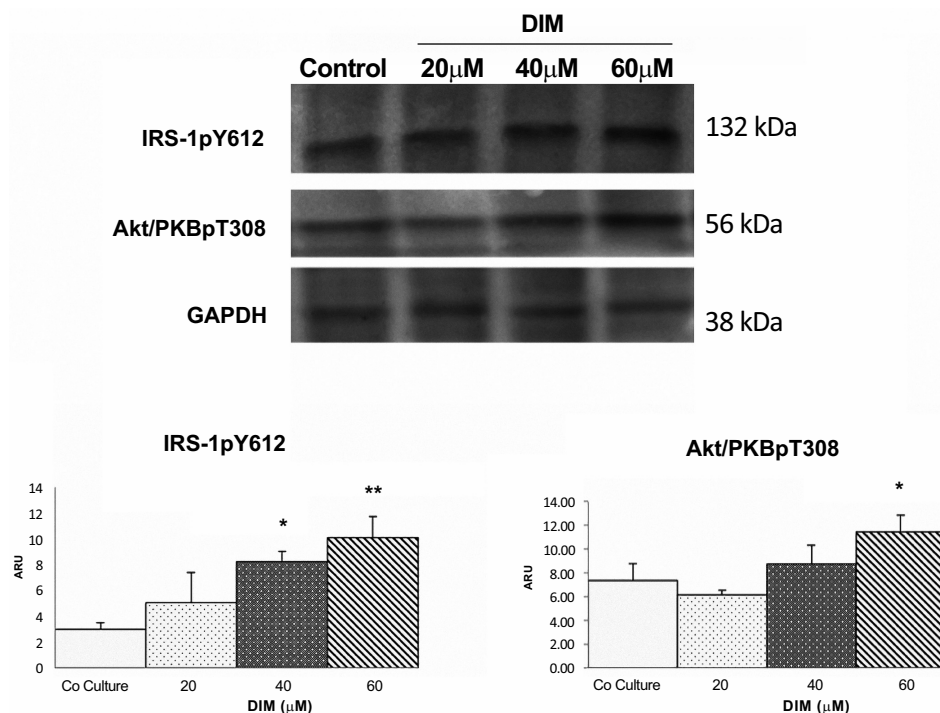 DIM
Control 20μM 40μM 60μM
IRS-1pY612 132 kDa
Akt/PKBpT308 56 kDa
GAPDH 38 kDa
IRS-1pY612
14
12
10
8
6
4
2
0
ARU
* **
Co Culture 20 40 60
DIM (μM)
Akt/PKBpT308
14.00
12.00
10.00
8.00
6.00
4.00
2.00
0.00
ARU
*
Co Culture 20 40 60
DIM (μM)